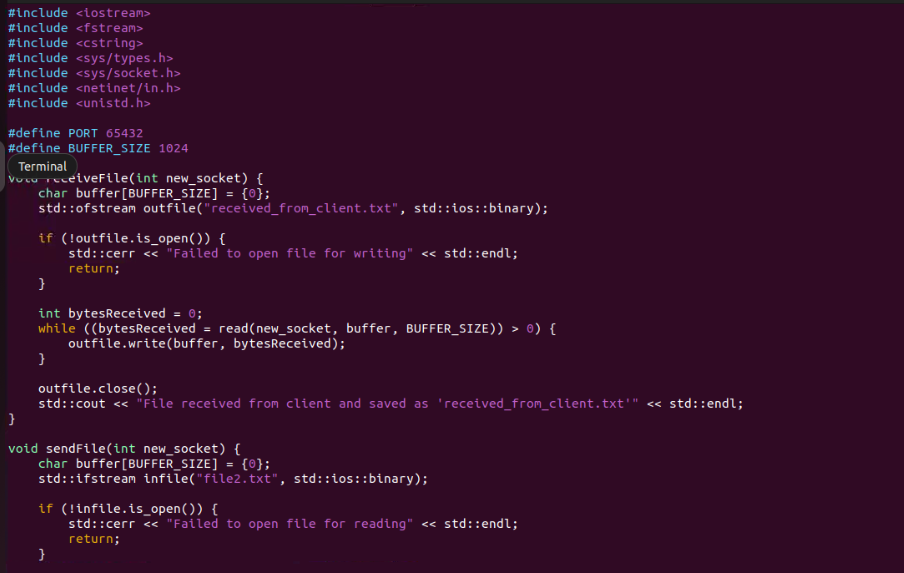 #include <iostream>
#include <fstream>
#include <cstring>
#include <sys/types.h>
#include <sys/socket.h>
#include <netinet/in.h>
#include <unistd.h>

#define PORT 65432
#define BUFFER_SIZE 1024
Terminal
void receiveFile(int new_socket) {
    char buffer[BUFFER_SIZE] = {0};
    std::ofstream outfile("received_from_client.txt", std::ios::binary);

    if (!outfile.is_open()) {
        std::cerr << "Failed to open file for writing" << std::endl;
        return;
    }

    int bytesReceived = 0;
    while ((bytesReceived = read(new_socket, buffer, BUFFER_SIZE)) > 0) {
        outfile.write(buffer, bytesReceived);
    }

    outfile.close();
    std::cout << "File received from client and saved as 'received_from_client.txt'" << std::endl;
}

void sendFile(int new_socket) {
    char buffer[BUFFER_SIZE] = {0};
    std::ifstream infile("file2.txt", std::ios::binary);

    if (!infile.is_open()) {
        std::cerr << "Failed to open file for reading" << std::endl;
        return;
    }